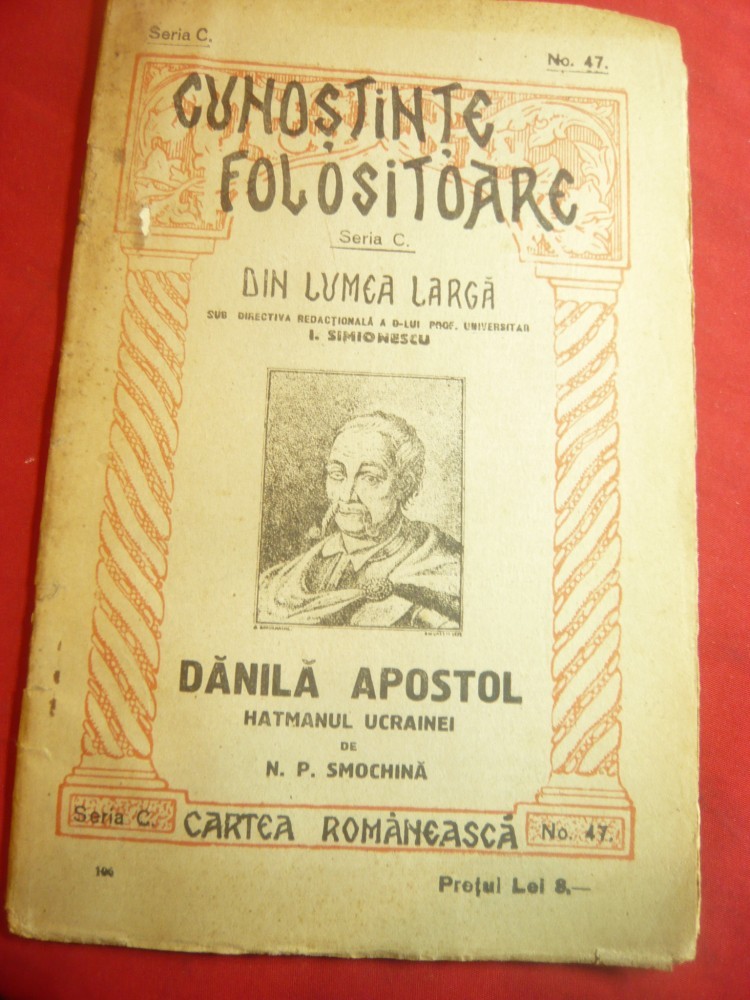 Seria C.
No. 47.
CUNOȘTINȚE
FOLOSITOARE
Seria C.
DIN LUMEA LARGĂ
SUB DIRECTIVA REDACȚIONALĂ A D-LUI PROF. UNIVERSITAR
I. SIMIONESCU
DĂNILĂ APOSTOL
HATMANUL UCRAINEI
DE
N. P. SMOCHINĂ
Seria C. CARTEA ROMÂNEASCĂ No. 47.
106
Prețul Lei 8.—